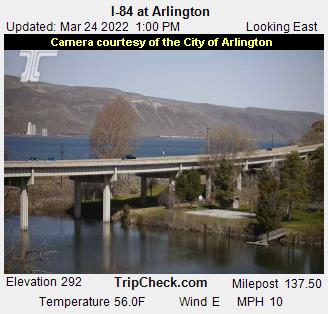 I-84 at Arlington
Updated: Mar 24 2022 1:00 PM Looking East
Camera courtesy of the City of Arlington
Elevation 292 TripCheck.com Milepost 137.50
Temperature 56.0F Wind E MPH 10